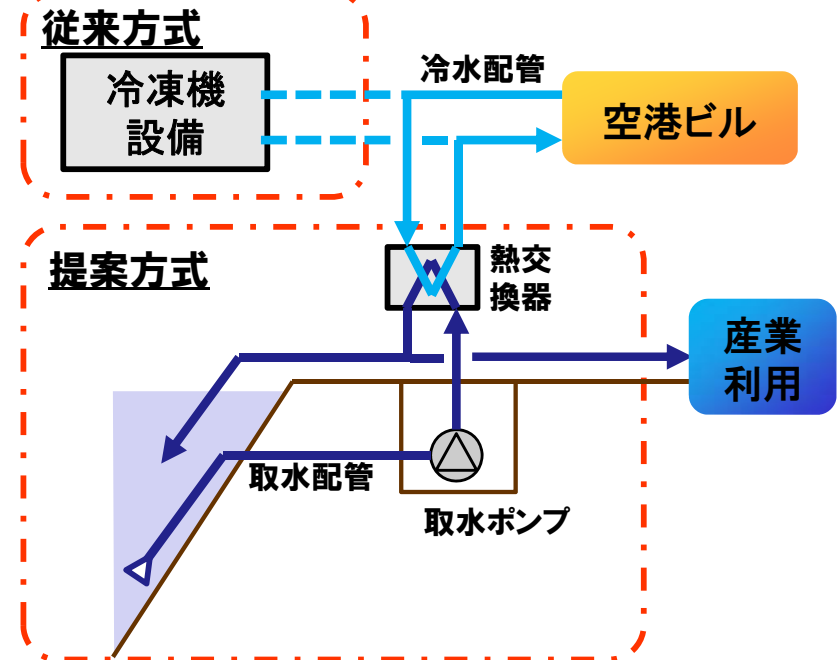 従来方式
冷凍機
設備
冷水配管
空港ビル
提案方式
熱交
換器
産業
利用
取水配管
取水ポンプ